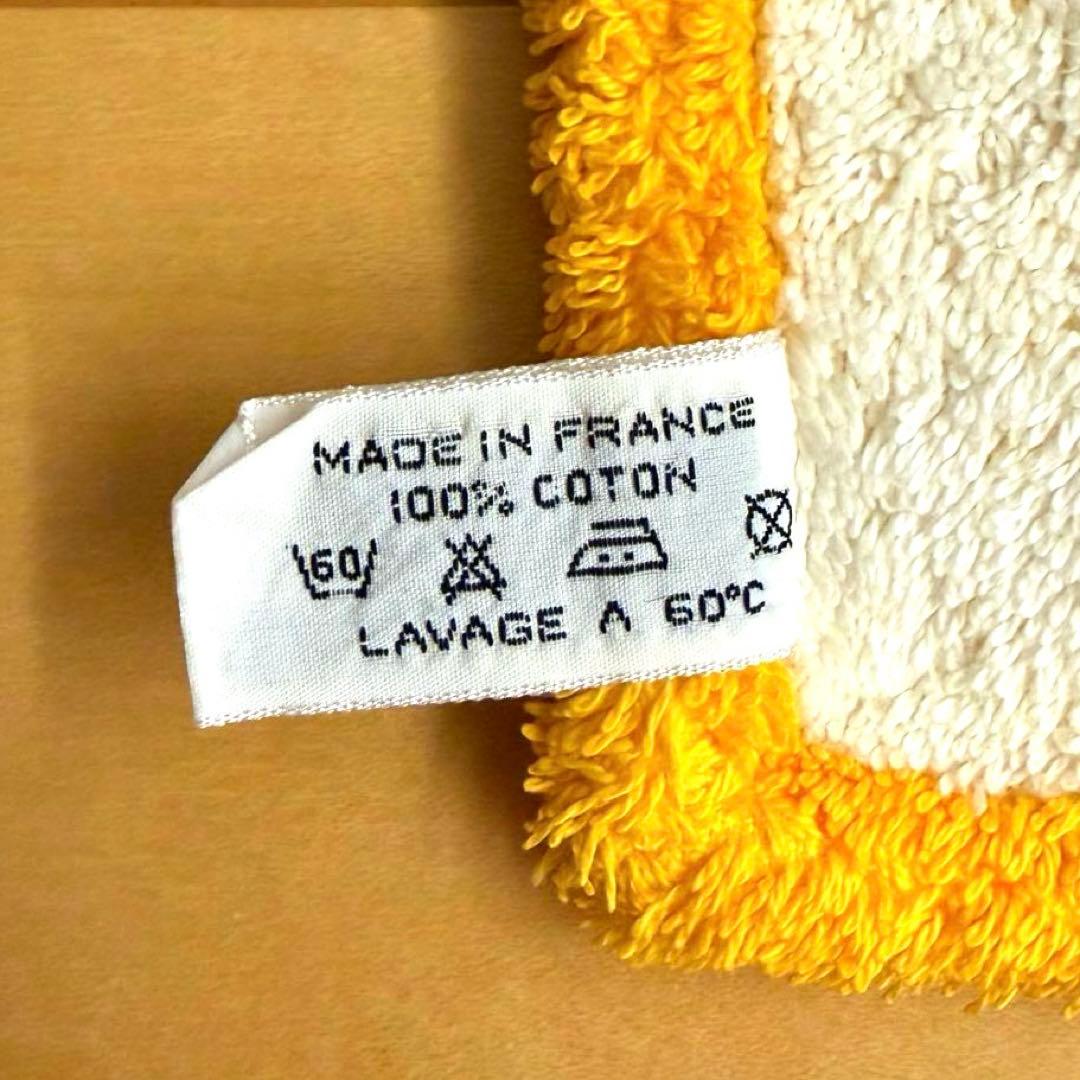 MADE IN FRANCE
100% COTON
60
LAVAGE A 60°C